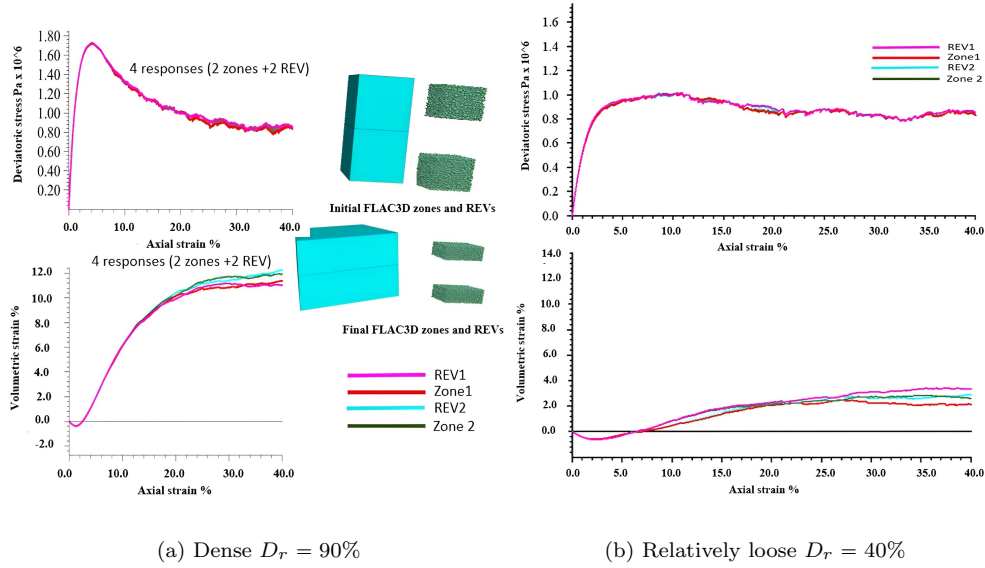 1.80
1.60
1.40
1.20
1.00
0.80
0.60
0.40
0.20
Deviatoric stress Pa x 10^6
4 responses (2 zones +2 REV)
0.0 10.0 20.0 30.0 40.0
Axial strain %
Initial FLAC3D zones and REVs
4 responses (2 zones +2 REV)
12.0
10.0
8.0
6.0
4.0
2.0
0.0
-2.0
Volumetric strain %
0.0 10.0 20.0 30.0 40.0
Axial strain %
Final FLAC3D zones and REVs
REV1
Zone1
REV2
Zone 2
1.6
1.4
1.2
1.0
0.8
0.6
0.4
0.2
0.0
Deviatoric stress Pa x 10^6
REV1
Zone1
REV2
Zone 2
0.0 5.0 10.0 15.0 20.0 25.0 30.0 35.0 40.0
Axial strain %
14.0
12.0
10.0
8.0
6.0
4.0
2.0
0.0
Volumetric strain %
0.0 5.0 10.0 15.0 20.0 25.0 30.0 35.0 40.0
Axial strain %
(a) Dense D_r = 90%
(b) Relatively loose D_r = 40%